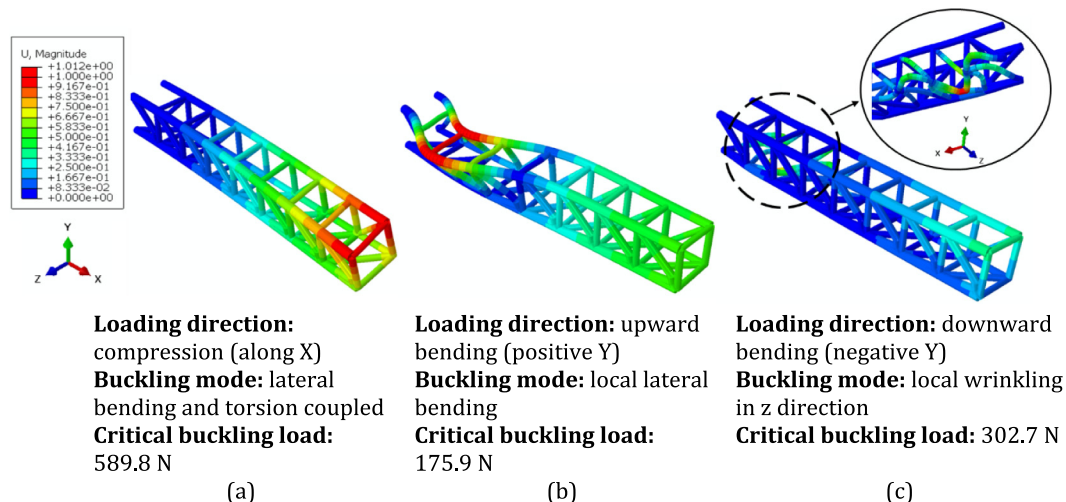 U, Magnitude
+1.012e+00
+1.000e+00
+9.167e-01
+8.333e-01
+7.500e-01
+6.667e-01
+5.833e-01
+5.000e-01
+4.167e-01
+3.333e-01
+2.500e-01
+1.667e-01
+8.333e-02
+0.000e+00
Y
Z
X
Y
X
Z
Loading direction:
compression (along X)
Buckling mode: lateral
bending and torsion coupled
Critical buckling load:
589.8 N
(a)
Loading direction: upward
bending (positive Y)
Buckling mode: local lateral
bending
Critical buckling load:
175.9 N
(b)
Loading direction: downward
bending (negative Y)
Buckling mode: local wrinkling
in z direction
Critical buckling load: 302.7 N
(c)